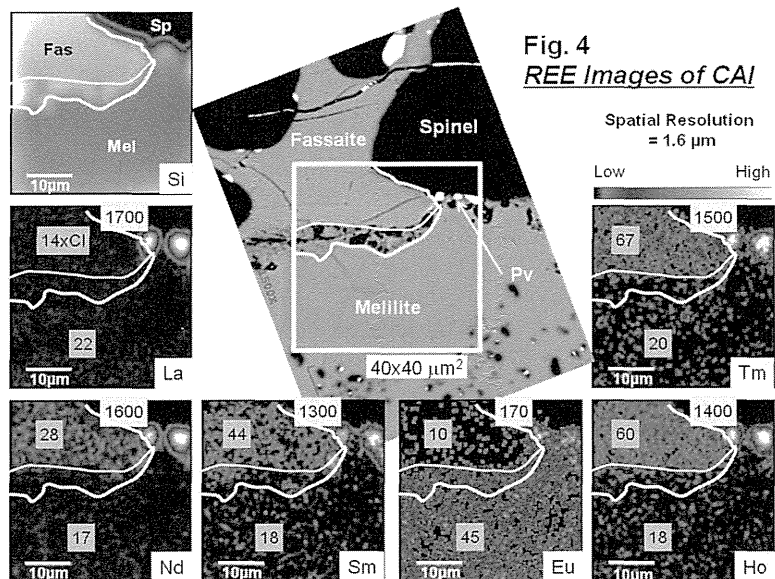 Fig. 4
REE Images of CAI
Spatial Resolution
= 1.6 μm
Low High
Sp
Fas
Mel
10μm
Si
Fassaite
Spinel
Pv
Melilite
40x40 μm²
1700
14xCI
22
10μm
La
1500
67
20
10μm
Tm
1600
28
17
10μm
Nd
1300
44
18
10μm
Sm
170
10
45
10μm
Eu
1400
60
18
10μm
Ho